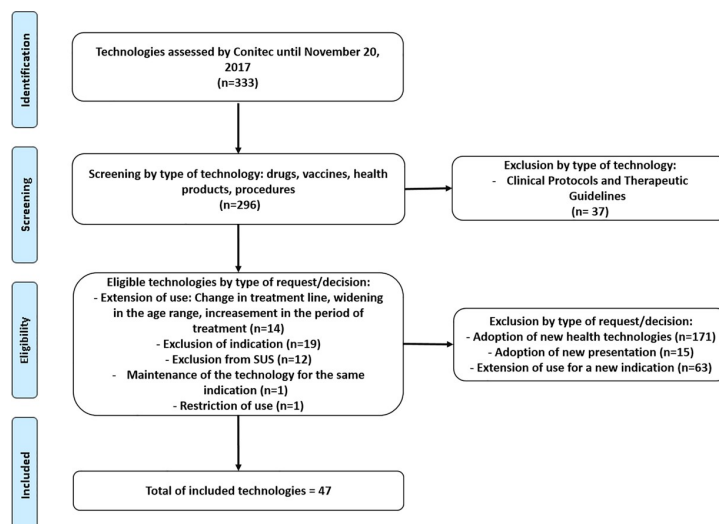 Identification
Technologies assessed by Conitec until November 20,
2017
(n=333)
Screening
Screening by type of technology: drugs, vaccines, health
products, procedures
(n=296)
Exclusion by type of technology:
- Clinical Protocols and Therapeutic
Guidelines
(n= 37)
Eligibility
Eligible technologies by type of request/decision:
- Extension of use: Change in treatment line, widening
in the age range, increasement in the period of
treatment (n=14)
- Exclusion of indication (n=19)
- Exclusion from SUS (n=12)
- Maintenance of the technology for the same
indication (n=1)
- Restriction of use (n=1)
Exclusion by type of request/decision:
- Adoption of new health technologies (n=171)
- Adoption of new presentation (n=15)
- Extension of use for a new indication (n=63)
Included
Total of included technologies = 47